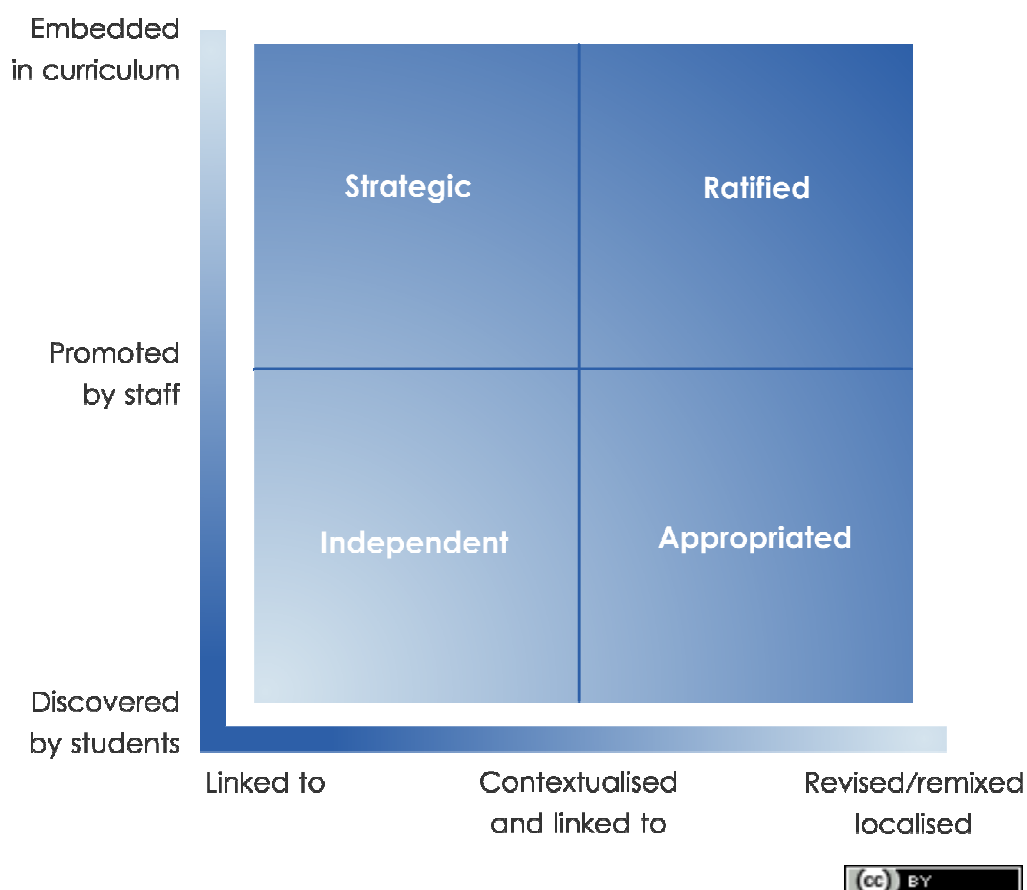 Embedded
in curriculum
Strategic
Ratified
Promoted
by staff
Independent
Appropriated
Discovered
by students
Linked to
Contextualised
and linked to
Revised/remixed
localised
(cc) BY